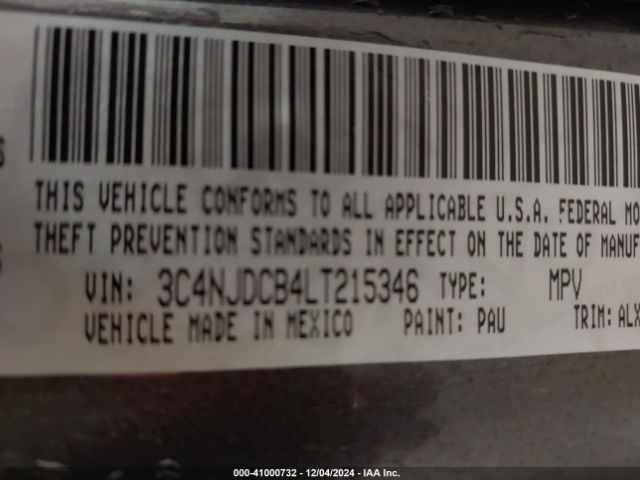 THIS VEHICLE CONFORMS TO ALL APPLICABLE U.S.A. FEDERAL MO
THEFT PREVENTION STANDARDS IN EFFECT ON THE DATE OF MANUF
VIN: 3C4NJDCB4LT215346 TYPE: MPV
VEHICLE MADE IN MEXICO PAINT: PAU TRIM: ALX
000-41000732 - 12/04/2024 - IAA Inc.